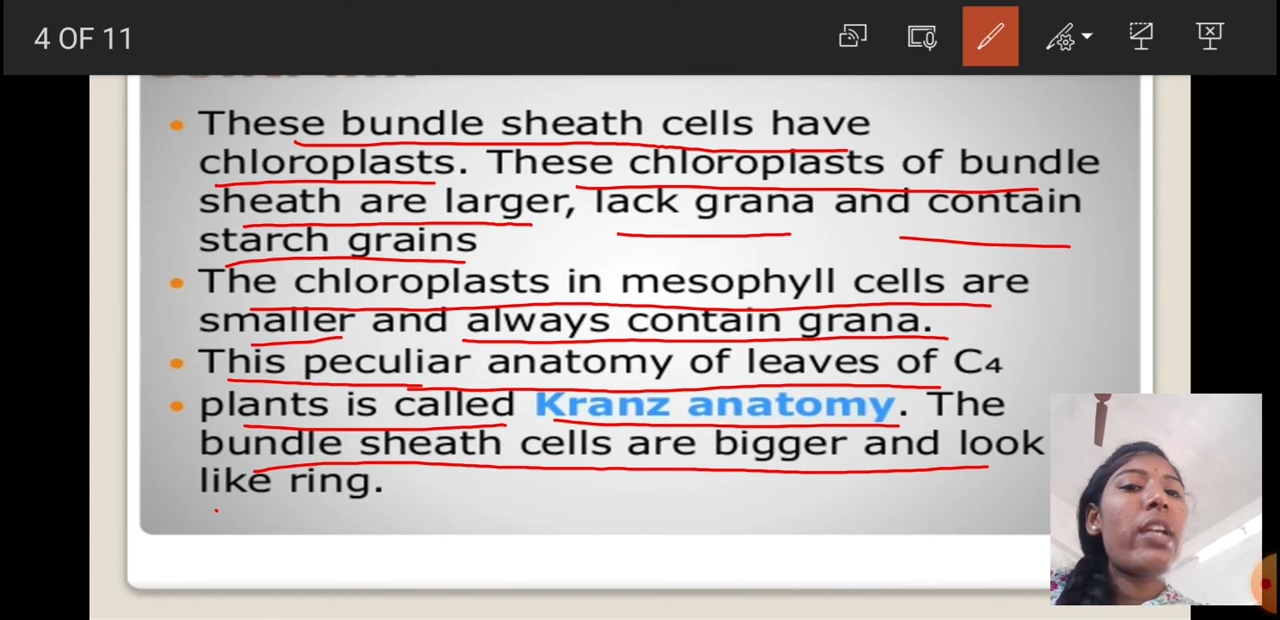 4 OF 11
• These bundle sheath cells have
chloroplasts. These chloroplasts of bundle
sheath are larger, lack grana and contain
starch grains
• The chloroplasts in mesophyll cells are
smaller and always contain grana.
• This peculiar anatomy of leaves of C₄
• plants is called Kranz anatomy. The
bundle sheath cells are bigger and look
like ring.